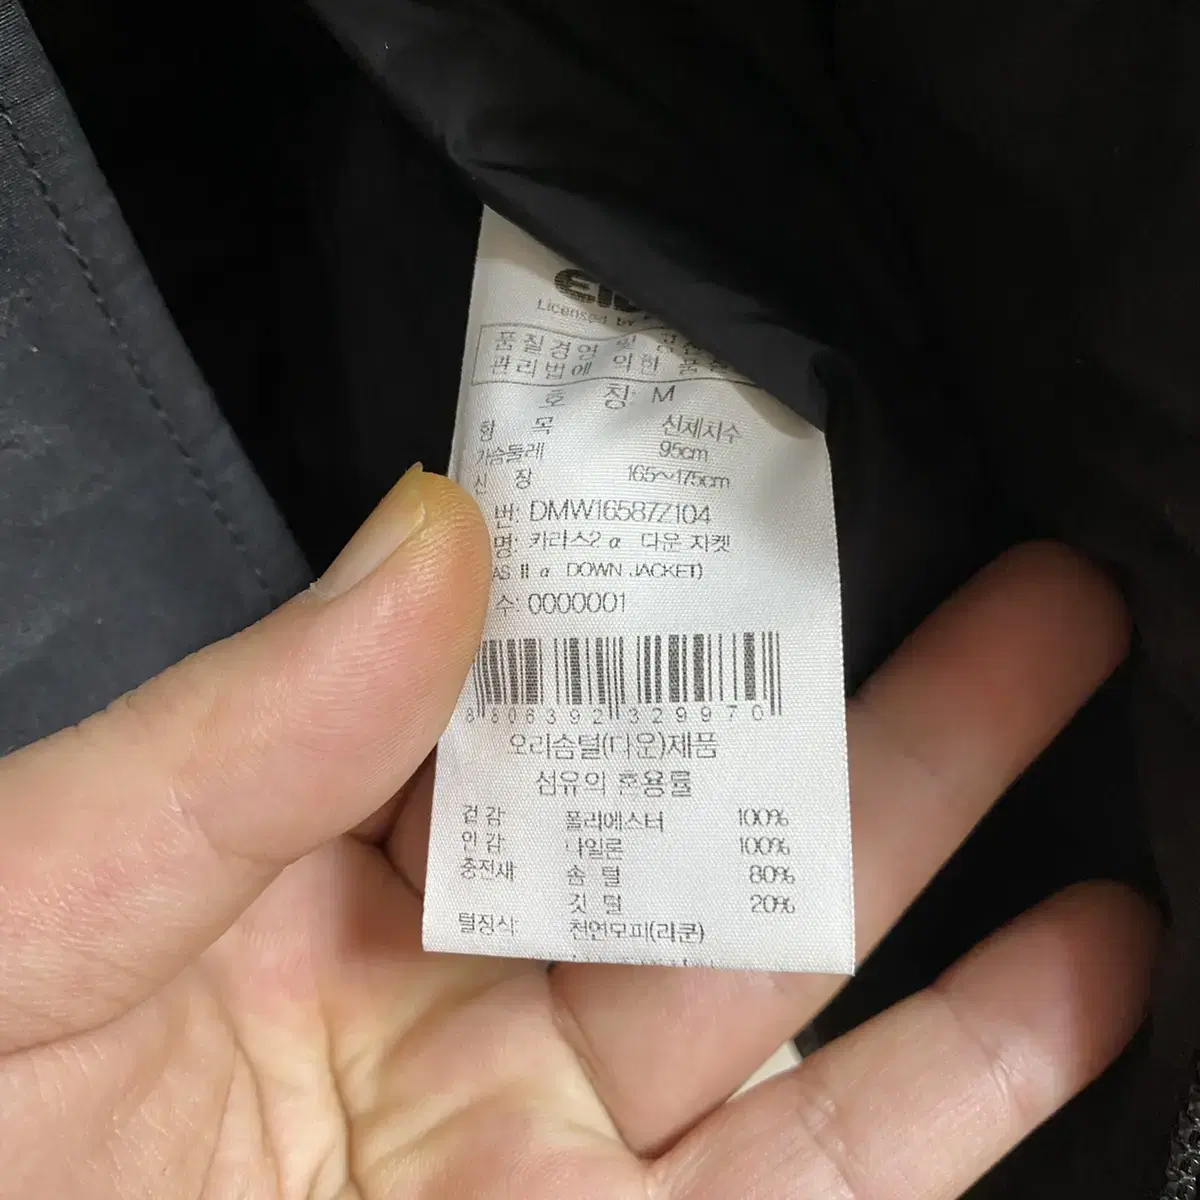 Licensed by
품질경영 및
관리법에 의한 품
호 칭: M
항 목 신체치수
가슴둘레 95cm
신 장 165~175cm
번: DMW16587Z104
명: 카리스2 α 다운 자켓
AS II α DOWN JACKET)
수: 0000001
8 806392 329970
오리솜털(다운)제품
섬유의 혼용률
겉감 폴리에스터 100%
안감 나일론 100%
충전재 솜 털 80%
깃 털 20%
털장식: 천연모피(라쿤)